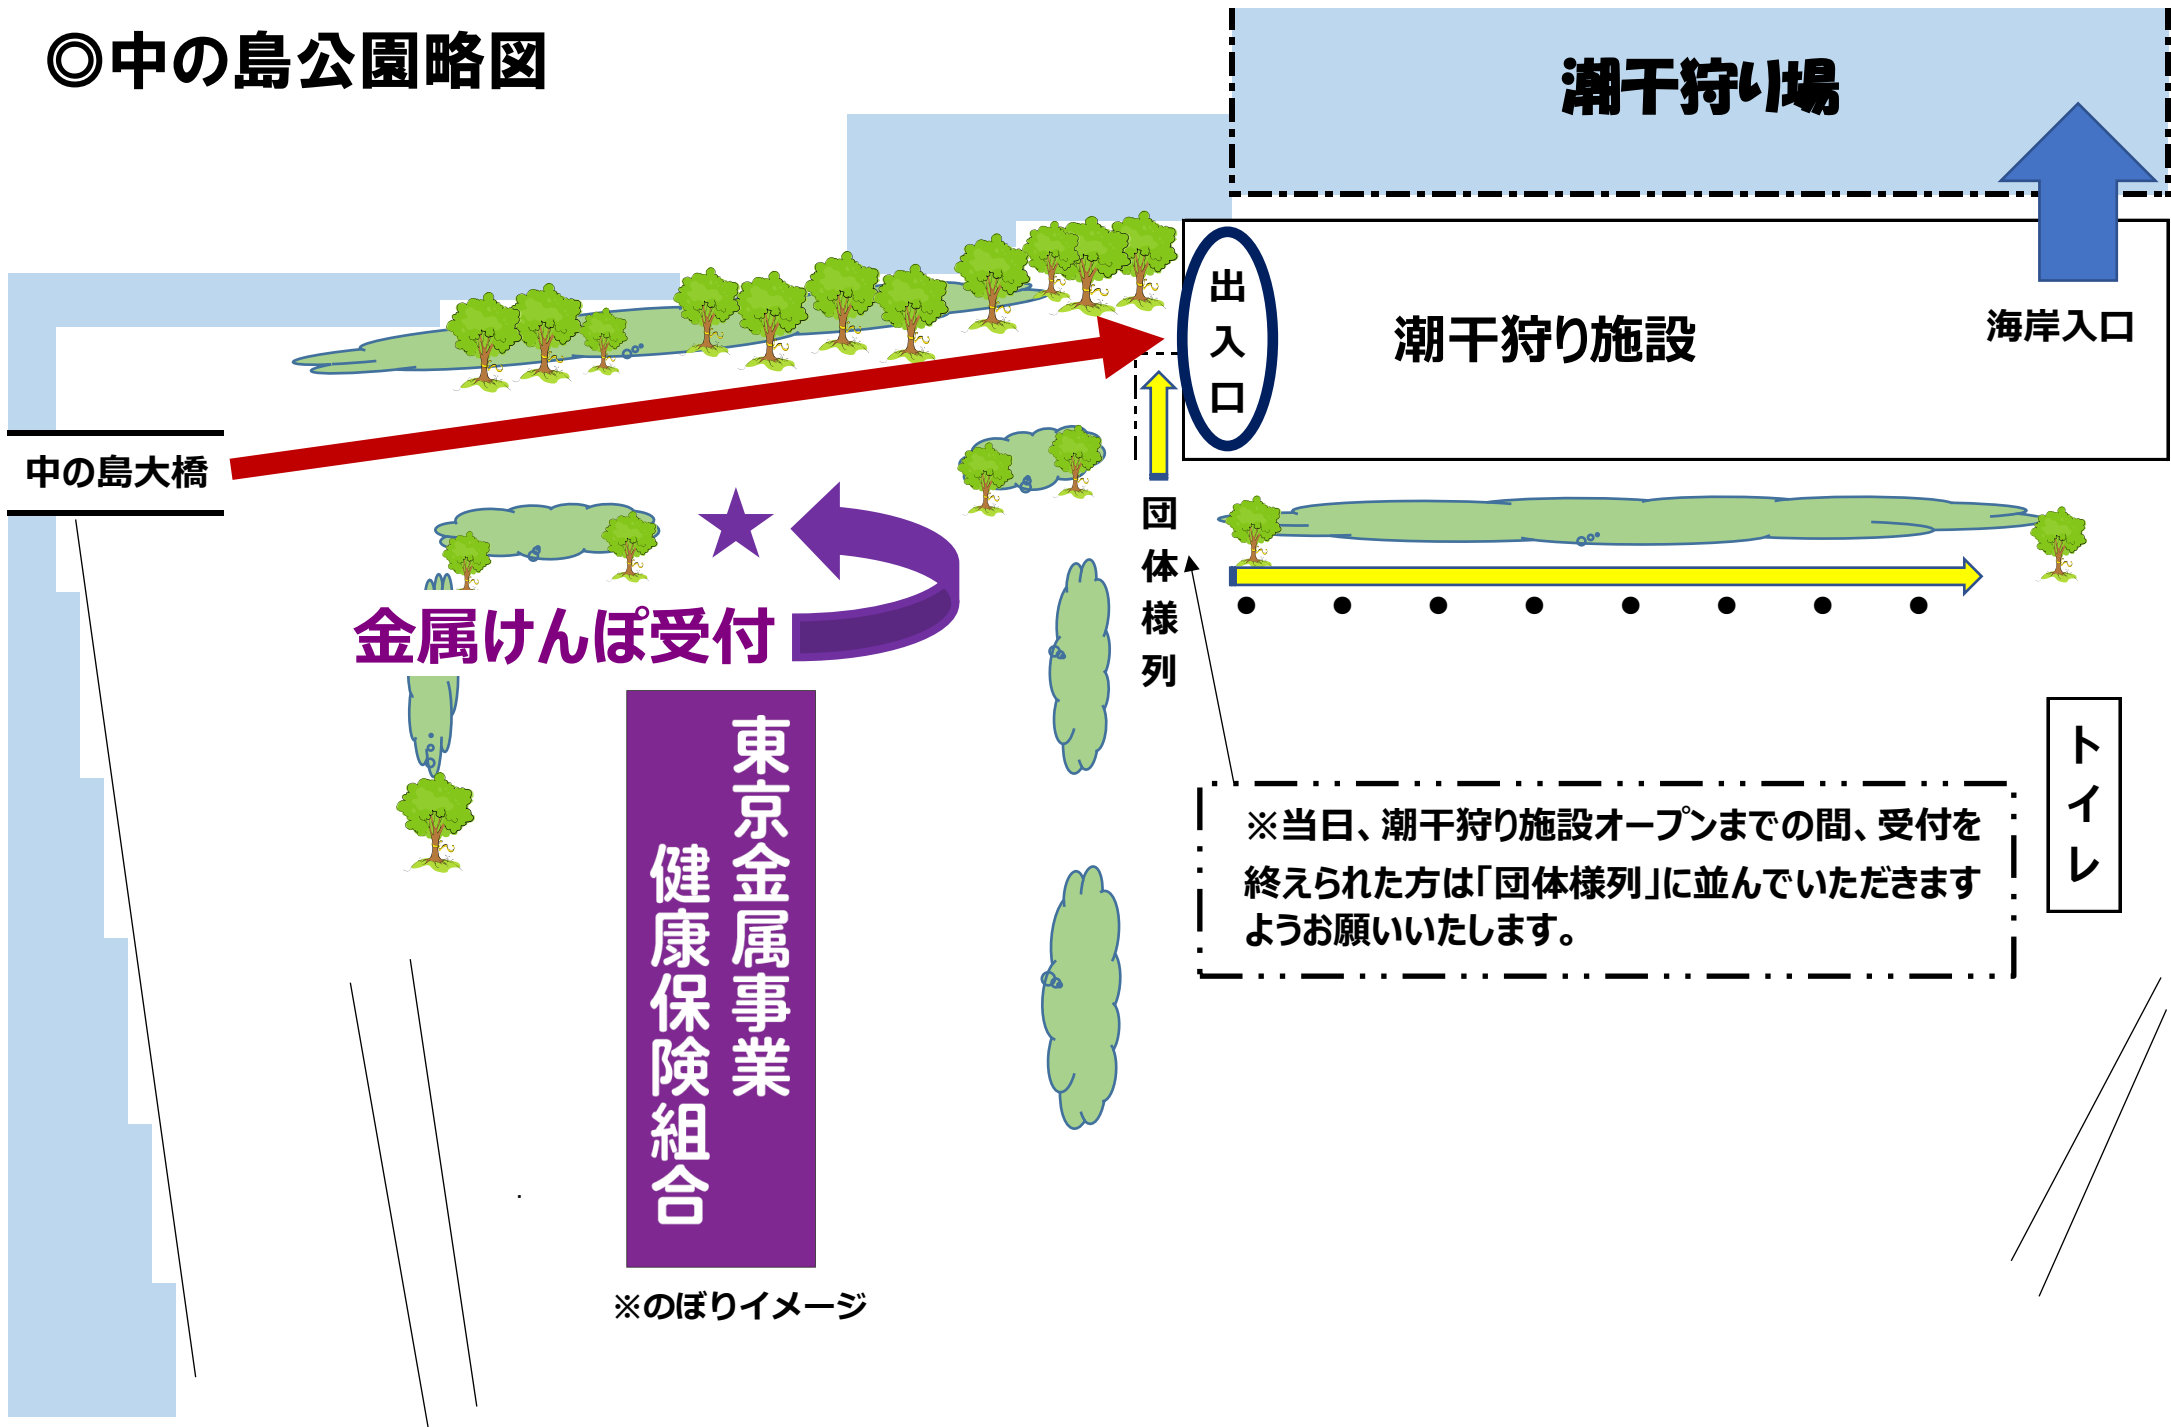 ◎中の島公園略図
潮干狩り場
出入口
潮干狩り施設
海岸入口
中の島大橋
団体様列
金属けんぽ受付
東京金属事業
健康保険組合
※のぼりイメージ
※当日、潮干狩り施設オープンまでの間、受付を
終えられた方は「団体様列」に並んでいただきます
ようお願いいたします。
トイレ